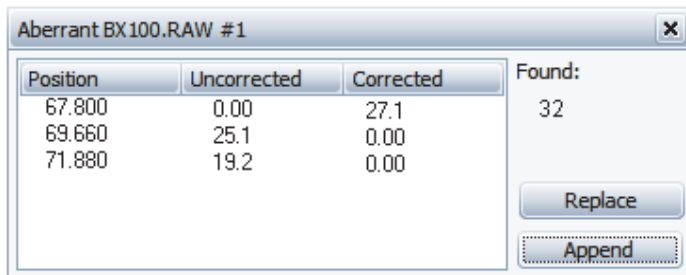 Aberrant BX100.RAW #1
Position Uncorrected Corrected
67.800 0.00 27.1
69.660 25.1 0.00
71.880 19.2 0.00
Found:
32
Replace
Append